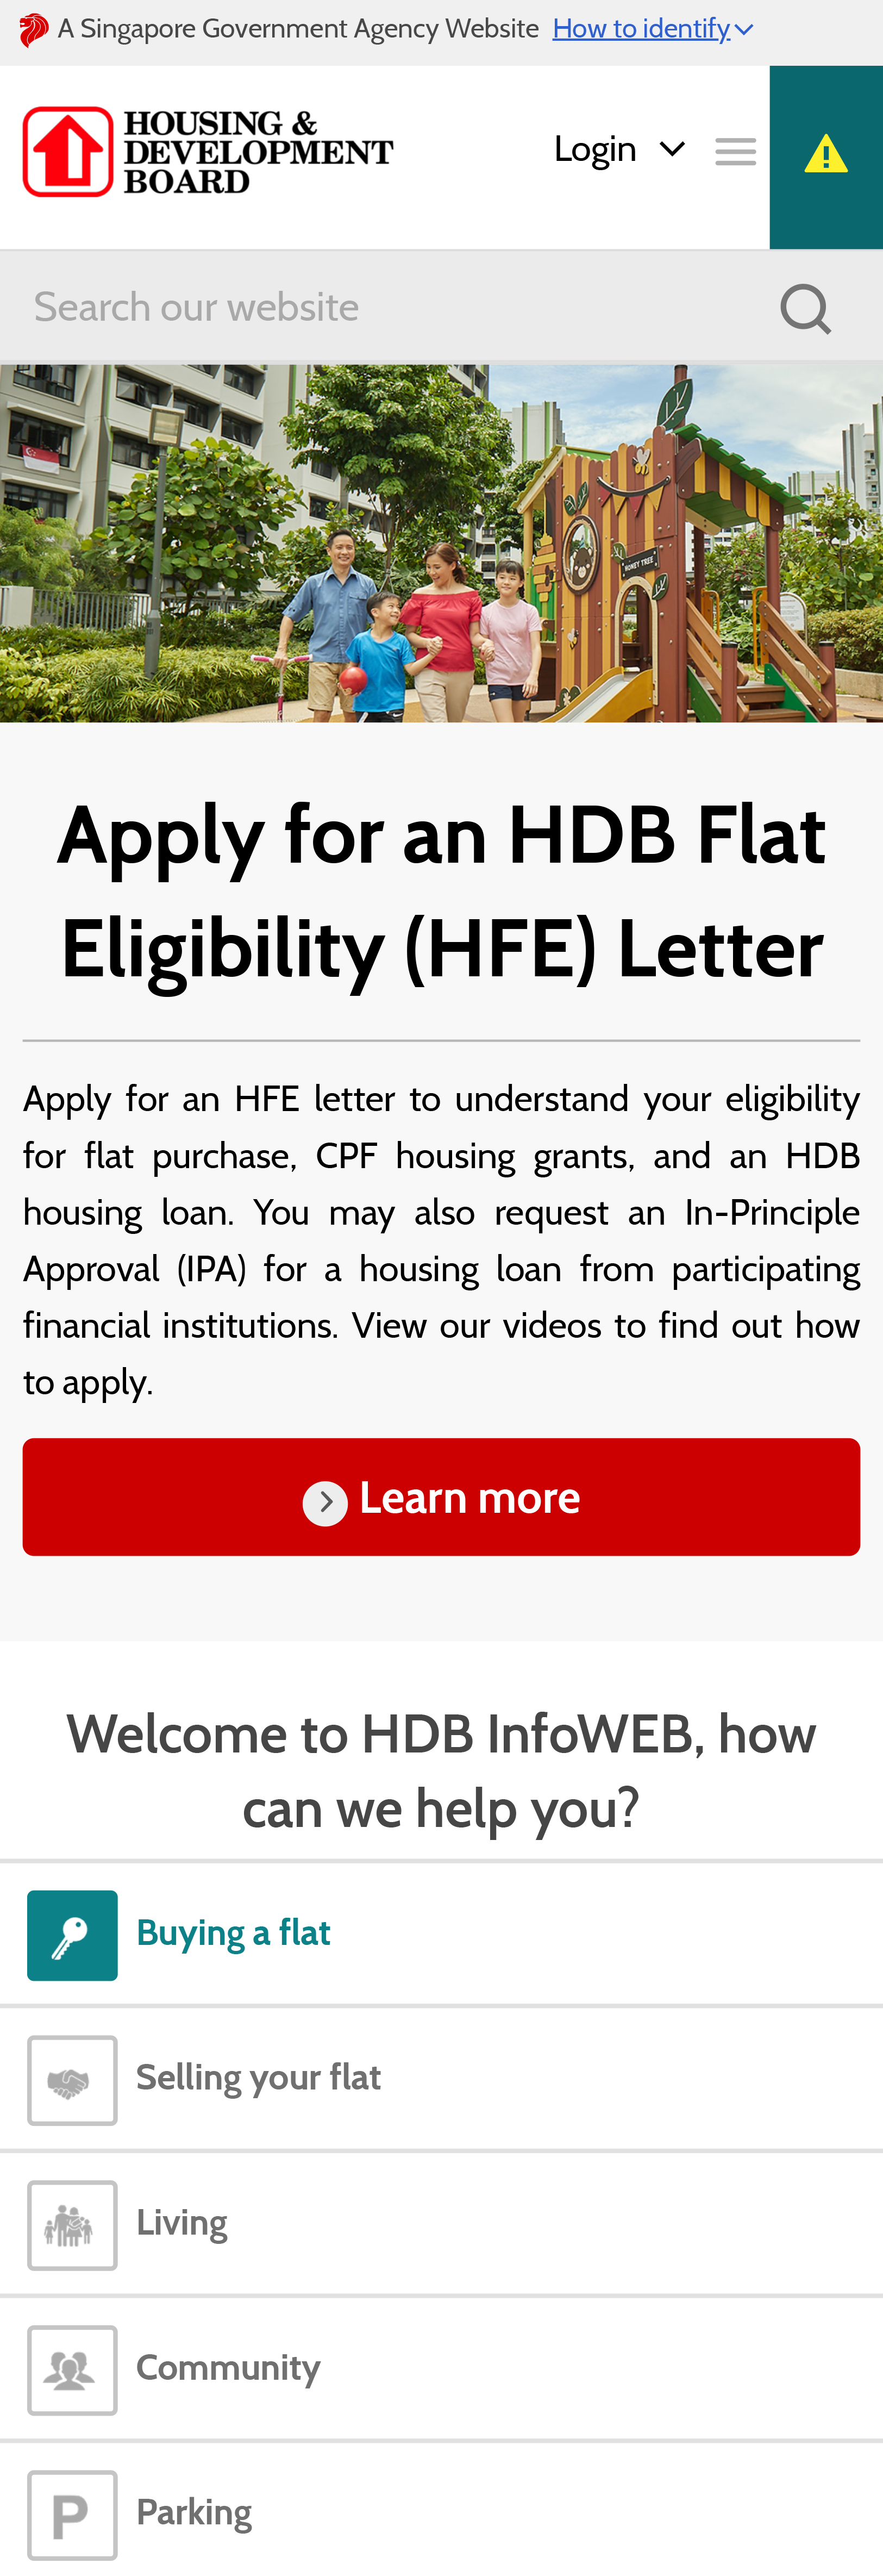 A Singapore Government Agency Website How to identify
HOUSING &
DEVELOPMENT
BOARD
Login
Search our website
HONEY TREE
Apply for an HDB Flat
Eligibility (HFE) Letter
Apply for an HFE letter to understand your eligibility
for flat purchase, CPF housing grants, and an HDB
housing loan. You may also request an In-Principle
Approval (IPA) for a housing loan from participating
financial institutions. View our videos to find out how
to apply.
Learn more
Welcome to HDB InfoWEB, how
can we help you?
Buying a flat
Selling your flat
Living
Community
P Parking